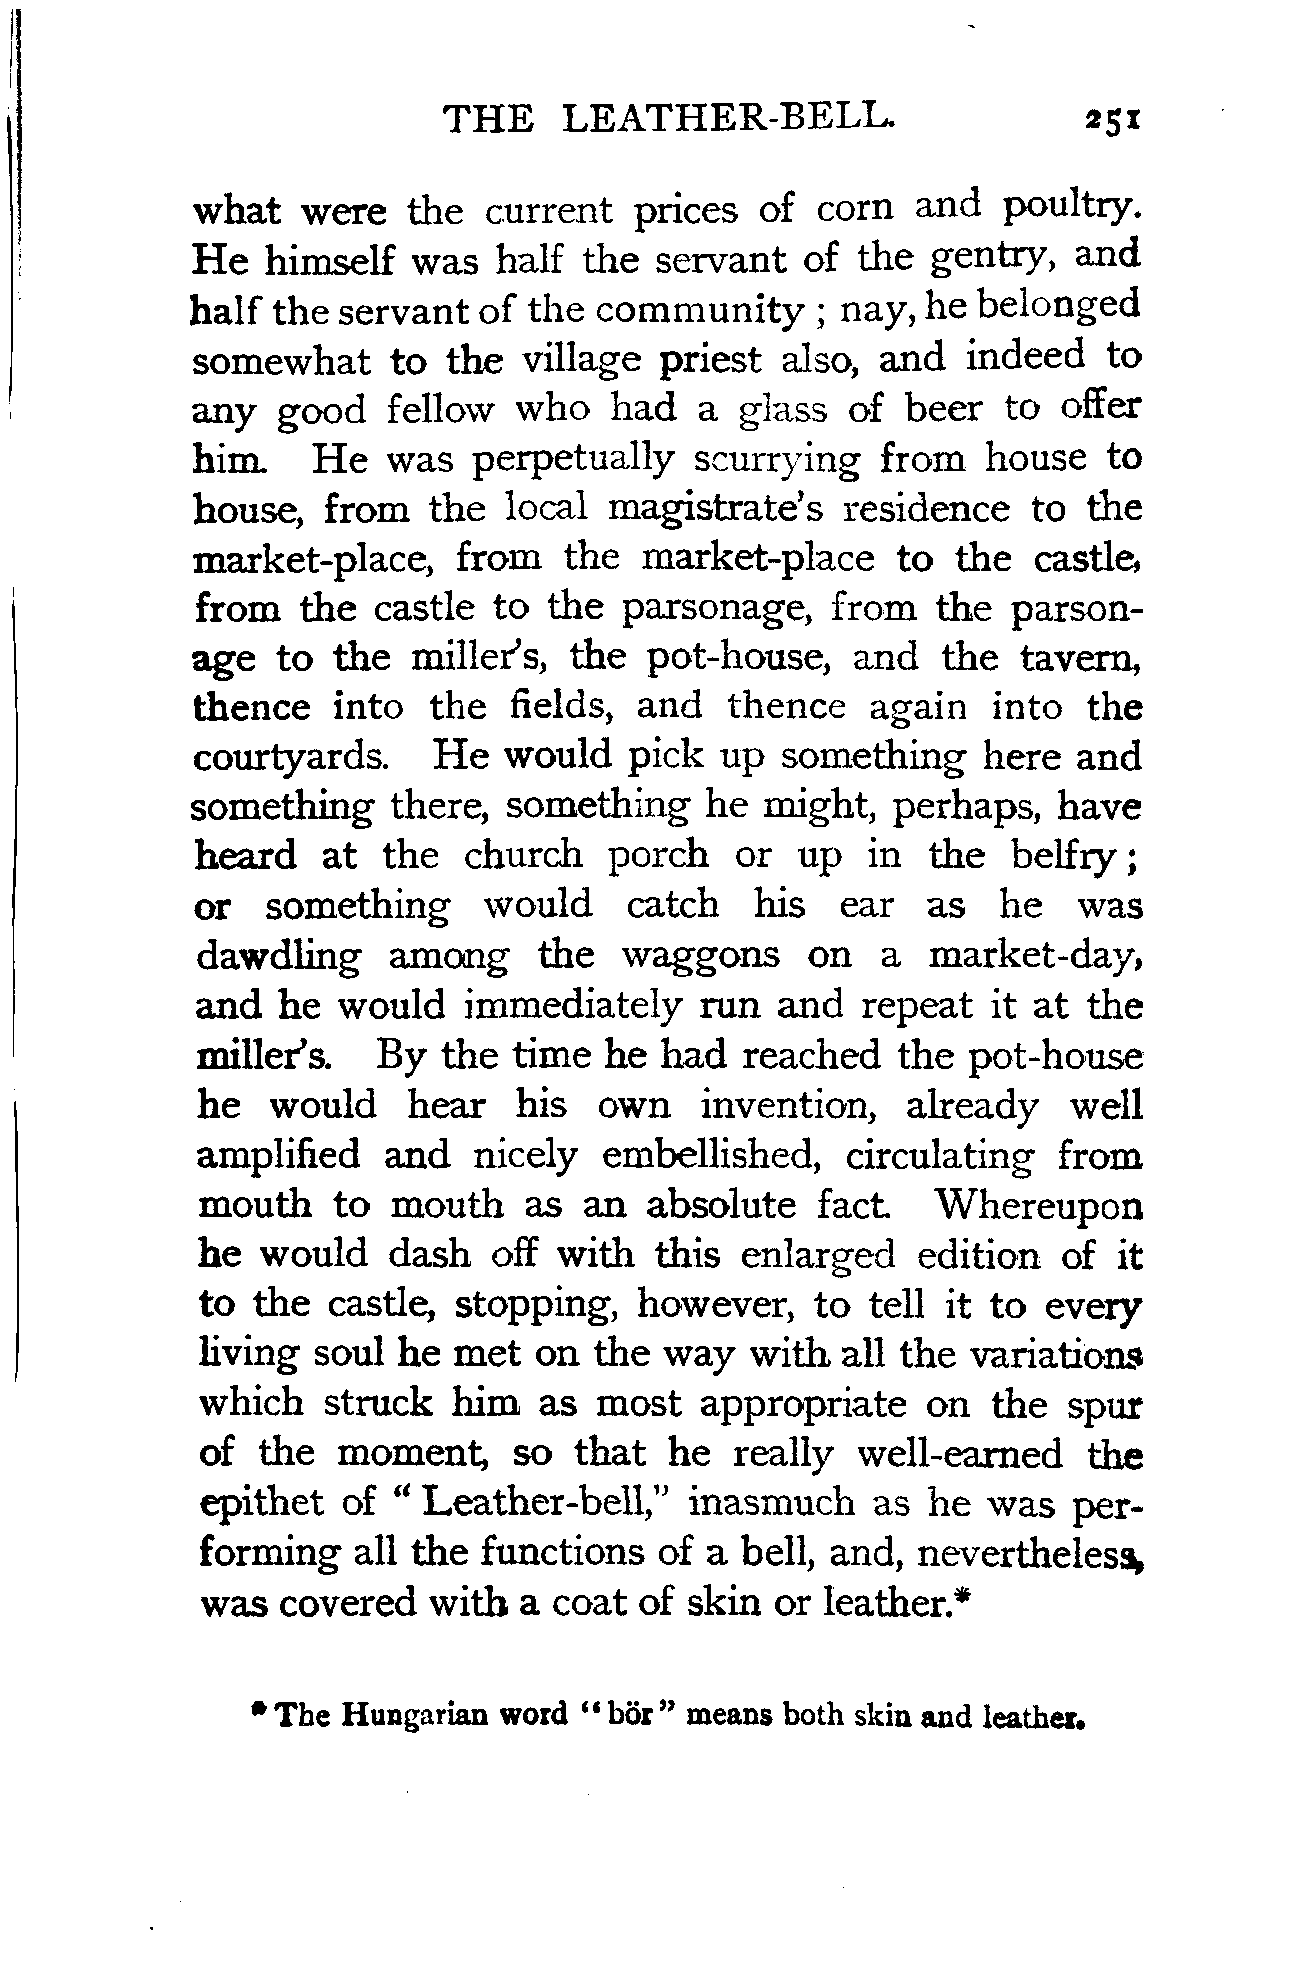 THE LEATHER-BELL. 251
what were the current prices of corn and poultry.
He himself was half the servant of the gentry, and
half the servant of the community ; nay, he belonged
somewhat to the village priest also, and indeed to
any good fellow who had a glass of beer to offer
him. He was perpetually scurrying from house to
house, from the local magistrate's residence to the
market-place, from the market-place to the castle,
from the castle to the parsonage, from the parson-
age to the miller's, the pot-house, and the tavern,
thence into the fields, and thence again into the
courtyards. He would pick up something here and
something there, something he might, perhaps, have
heard at the church porch or up in the belfry ;
or something would catch his ear as he was
dawdling among the waggons on a market-day,
and he would immediately run and repeat it at the
miller's. By the time he had reached the pot-house
he would hear his own invention, already well
amplified and nicely embellished, circulating from
mouth to mouth as an absolute fact. Whereupon
he would dash off with this enlarged edition of it
to the castle, stopping, however, to tell it to every
living soul he met on the way with all the variations
which struck him as most appropriate on the spur
of the moment, so that he really well-earned the
epithet of " Leather-bell," inasmuch as he was per-
forming all the functions of a bell, and, nevertheless,
was covered with a coat of skin or leather.*
* The Hungarian word "bör" means both skin and leather.